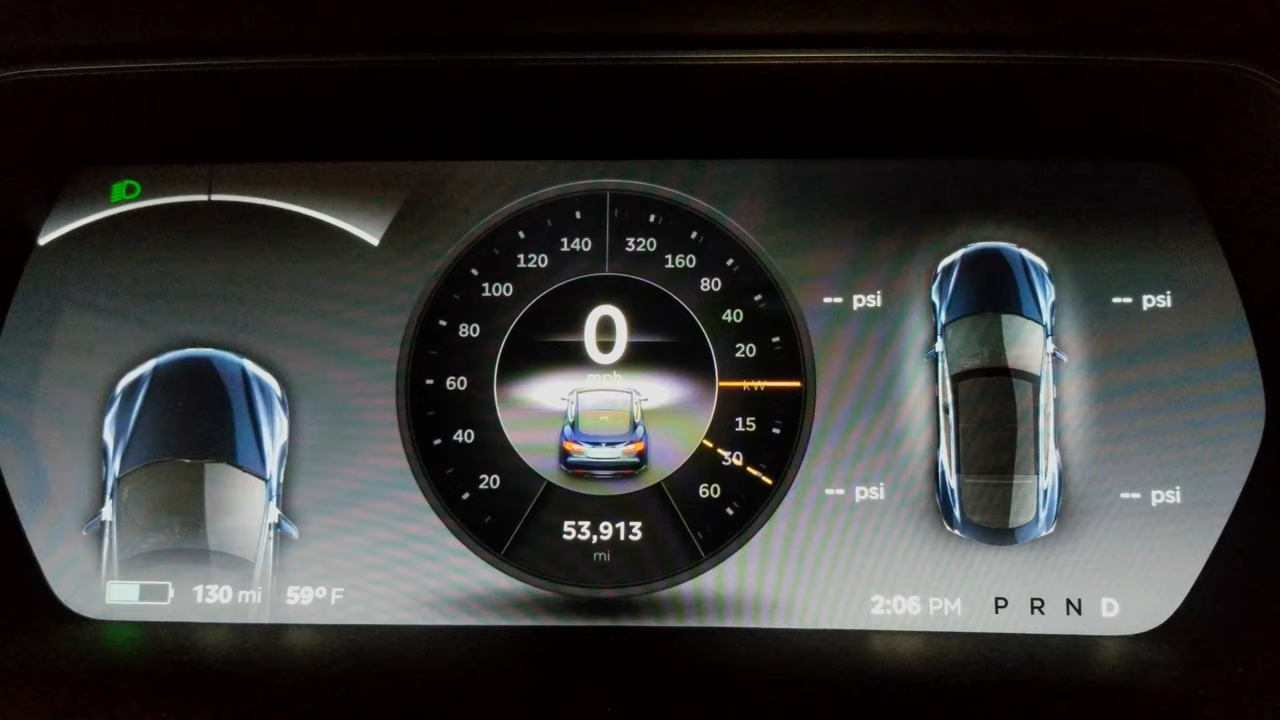 140 320
120 160
100 80
80 40
60 20
40 kW
20 15
30
60
0
mph
53,913
mi
-- psi
-- psi
-- psi
-- psi
130 mi 59°F
2:06 PM P R N D